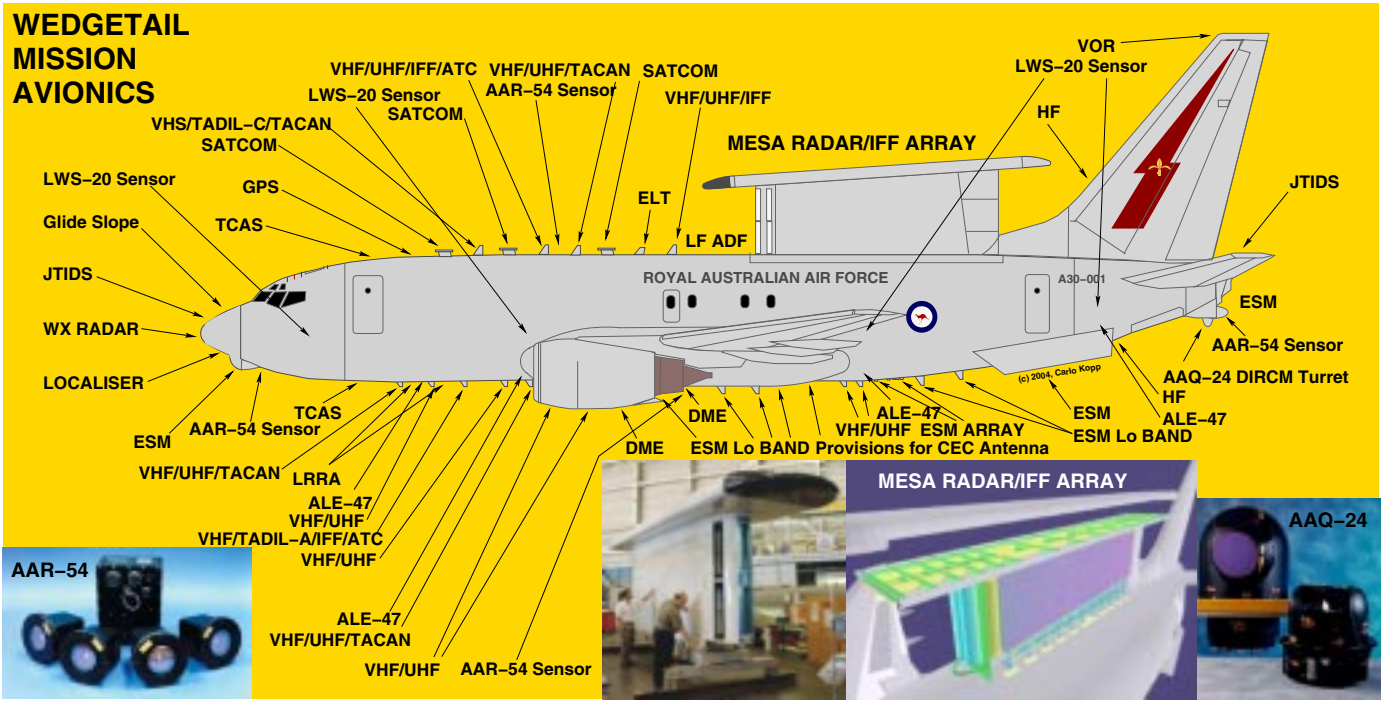 WEDGETAIL
MISSION
AVIONICS
VOR
LWS-20 Sensor
VHF/UHF/IFF/ATC
VHF/UHF/TACAN
SATCOM
AAR-54 Sensor
LWS-20 Sensor
VHF/UHF/IFF
SATCOM
HF
VHS/TADIL-C/TACAN
SATCOM
MESA RADAR/IFF ARRAY
LWS-20 Sensor
GPS
JTIDS
ELT
Glide Slope
TCAS
LF ADF
JTIDS
ROYAL AUSTRALIAN AIR FORCE
A30-001
ESM
WX RADAR
AAR-54 Sensor
LOCALISER
(c) 2004, Carlo Kopp
AAQ-24 DIRCM Turret
HF
TCAS
DME
ALE-47
ESM
ALE-47
ESM
AAR-54 Sensor
VHF/UHF
ESM ARRAY
ESM Lo BAND
DME
ESM Lo BAND
Provisions for CEC Antenna
VHF/UHF/TACAN
LRRA
MESA RADAR/IFF ARRAY
ALE-47
VHF/UHF
AAQ-24
VHF/TADIL-A/IFF/ATC
VHF/UHF
AAR-54
ALE-47
VHF/UHF/TACAN
VHF/UHF
AAR-54 Sensor